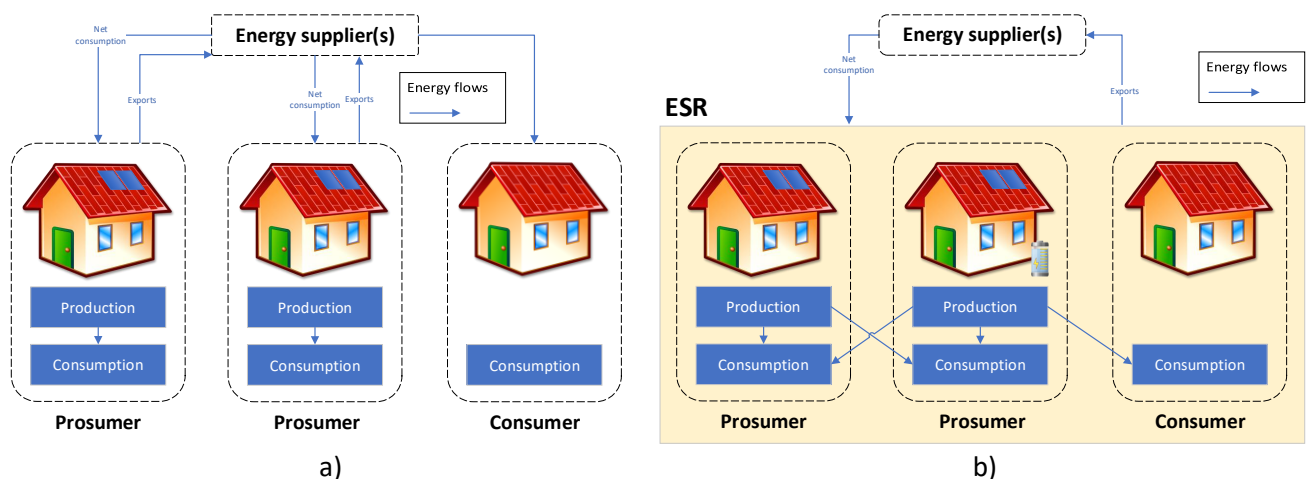 Energy supplier(s)
Net
consumption
Exports
Net
consumption
Exports
Energy flows
Production
Consumption
Prosumer
Production
Consumption
Prosumer
Consumption
Consumer
a)
Energy supplier(s)
Net
consumption
Exports
Energy flows
ESR
Production
Consumption
Prosumer
Production
Consumption
Prosumer
Consumption
Consumer
b)